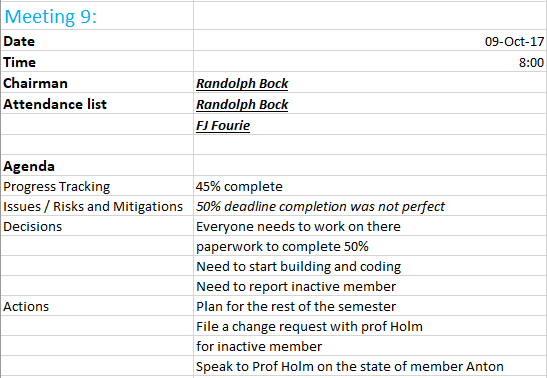 Meeting 9:
Date 09-Oct-17
Time 8:00
Chairman Randolph Bock
Attendance list Randolph Bock
FJ Fourie
Agenda
Progress Tracking 45% complete
Issues / Risks and Mitigations 50% deadline completion was not perfect
Decisions Everyone needs to work on there
paperwork to complete 50%
Need to start building and coding
Need to report inactive member
Actions Plan for the rest of the semester
File a change request with prof Holm
for inactive member
Speak to Prof Holm on the state of member Anton